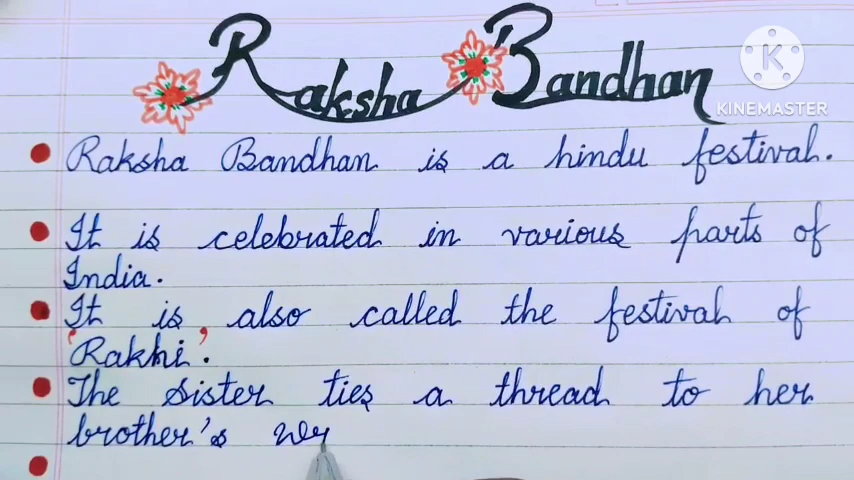 Raksha Bandhan
K
KINEMASTER
Raksha Bandhan is a hindu festival.
It is celebrated in various parts of
India.
It is also called the festival of
'Rakhi'.
The Sister ties a thread to her
brother's wr